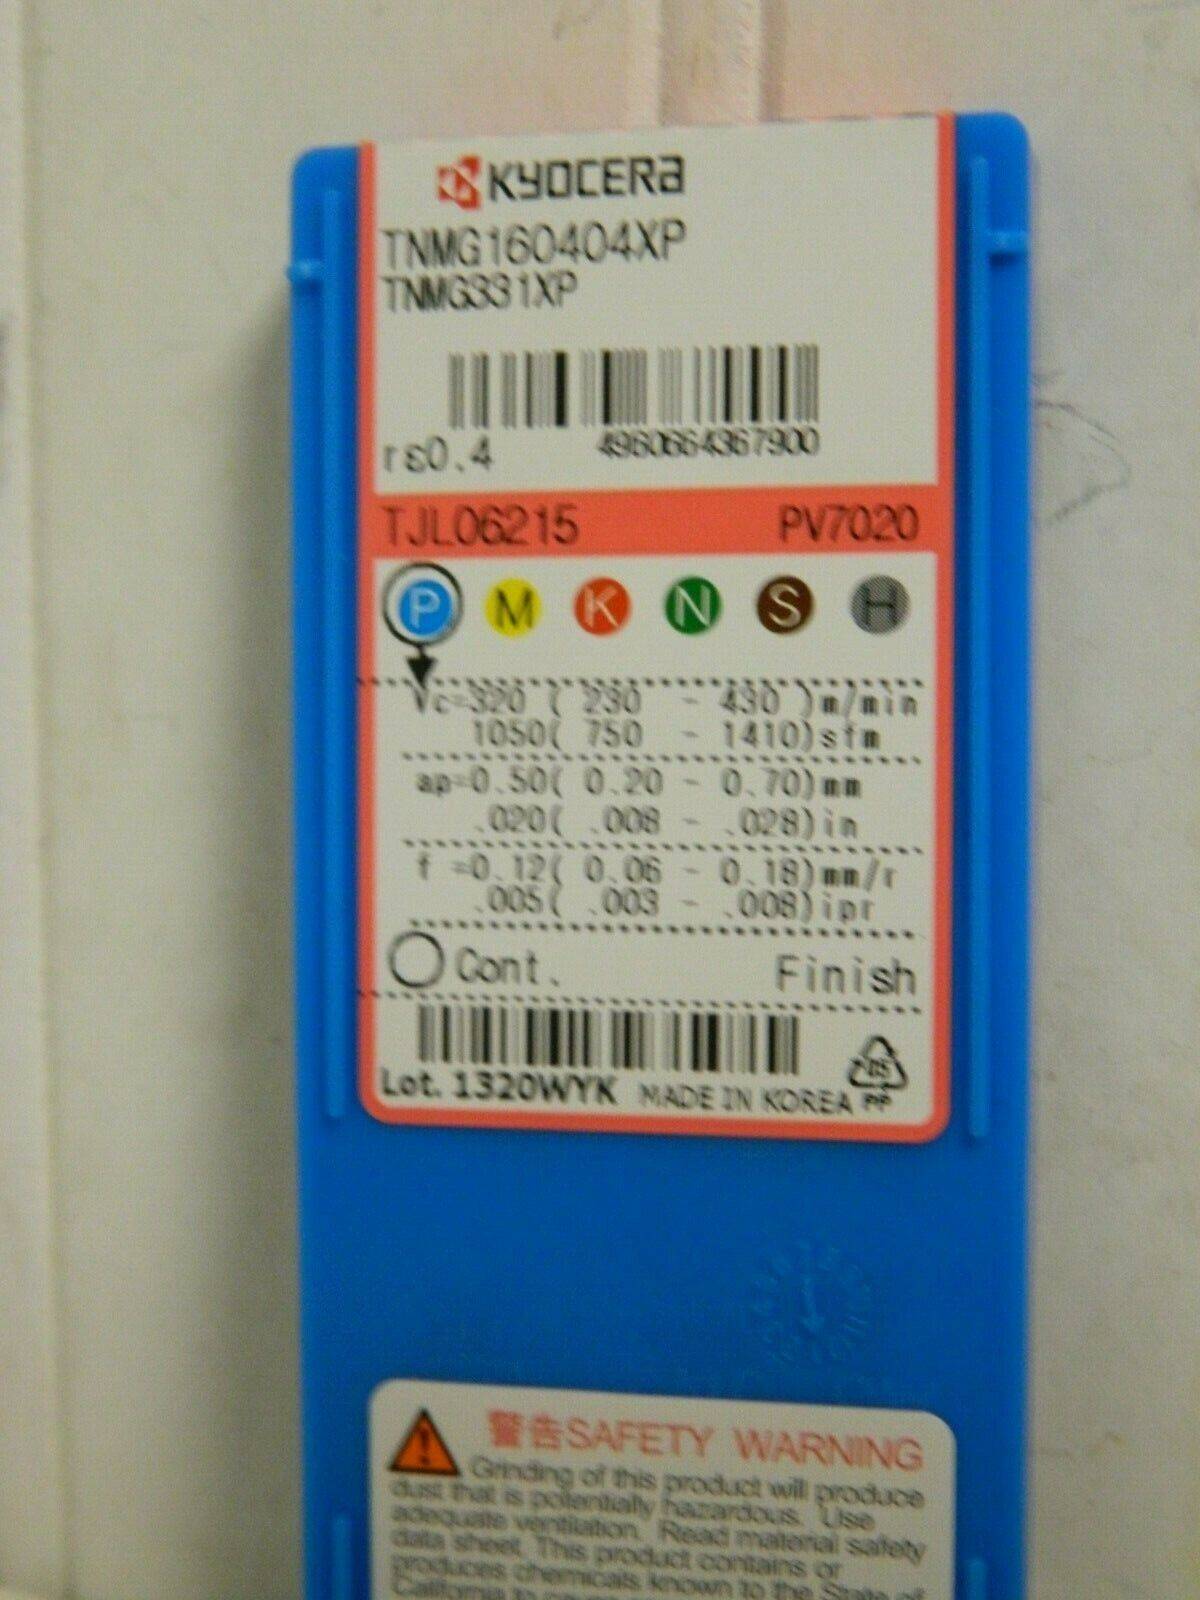 KYOCERA
TNMG160404XP
TNMG331XP
rε0.4
4960664367900
TJL06215 PV7020
P M K N S H
Vc=320 ( 230 - 430 )m/min
1050( 750 - 1410)sfm
ap=0.50( 0.20 - 0.70)mm
.020( .008 - .028)in
f =0.12( 0.06 - 0.18)mm/r
.005( .003 - .008)ipr
Cont. Finish
Lot. 1320WYK MADE IN KOREA
05
PP
警告SAFETY WARNING
Grinding of this product will produce
dust that is potentially hazardous. Use
adequate ventilation. Read material safety
data sheet. This product contains or
produces chemicals known to the State of
California to cause